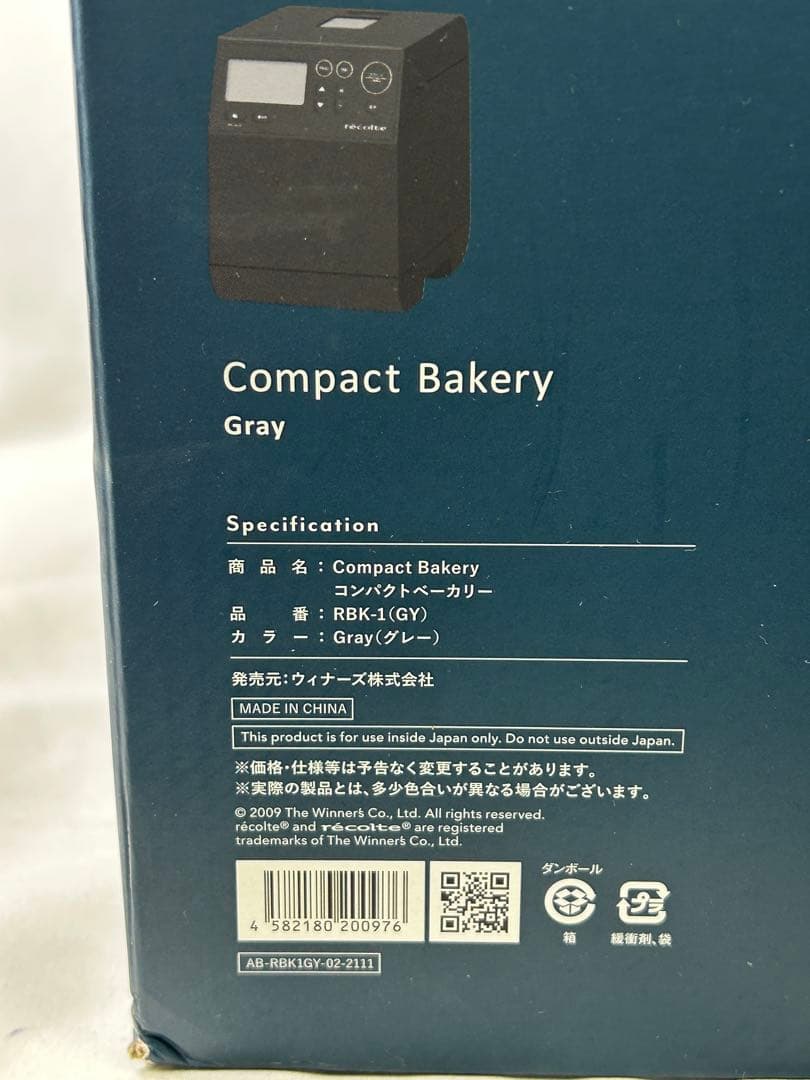 récolte
Compact Bakery
Gray
Specification
商品名：Compact Bakery
コンパクトベーカリー
品番：RBK-1(GY)
カラー：Gray(グレー)
発売元：ウィナーズ株式会社
MADE IN CHINA
This product is for use inside Japan only. Do not use outside Japan.
※価格・仕様等は予告なく変更することがあります。
※実際の製品とは、多少色合いが異なる場合がございます。
© 2009 The Winner's Co., Ltd. All rights reserved.
récolte® and récolte® are registered
trademarks of The Winner's Co., Ltd.
4 582180 200976
ダンボール
箱
プラ
緩衝剤、袋
AB-RBK1GY-02-2111